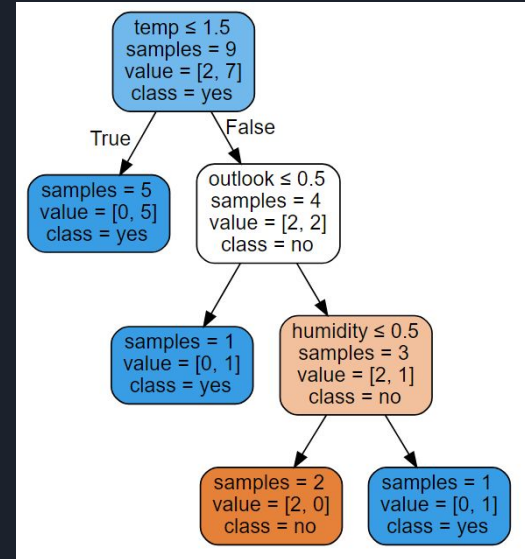 temp ≤ 1.5
samples = 9
value = [2, 7]
class = yes
True
False
samples = 5
value = [0, 5]
class = yes
outlook ≤ 0.5
samples = 4
value = [2, 2]
class = no
samples = 1
value = [0, 1]
class = yes
humidity ≤ 0.5
samples = 3
value = [2, 1]
class = no
samples = 2
value = [2, 0]
class = no
samples = 1
value = [0, 1]
class = yes